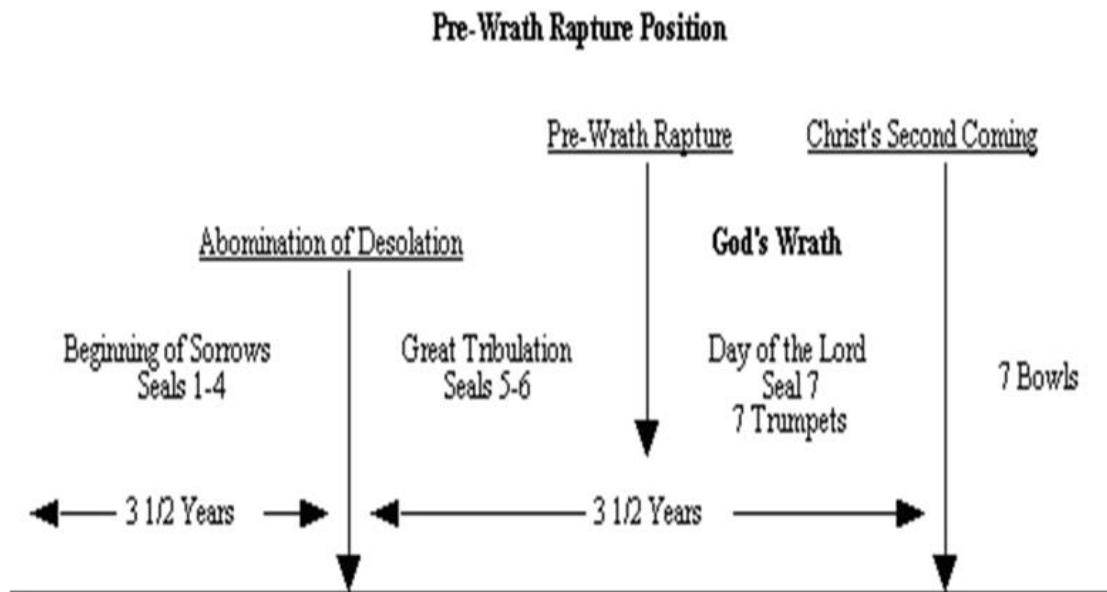 Pre-Wrath Rapture Position
Pre-Wrath Rapture
Christ's Second Coming
Abomination of Desolation
God's Wrath
Beginning of Sorrows
Seals 1-4
Great Tribulation
Seals 5-6
Day of the Lord
Seal 7
7 Trumpets
7 Bowls
3 1/2 Years
3 1/2 Years